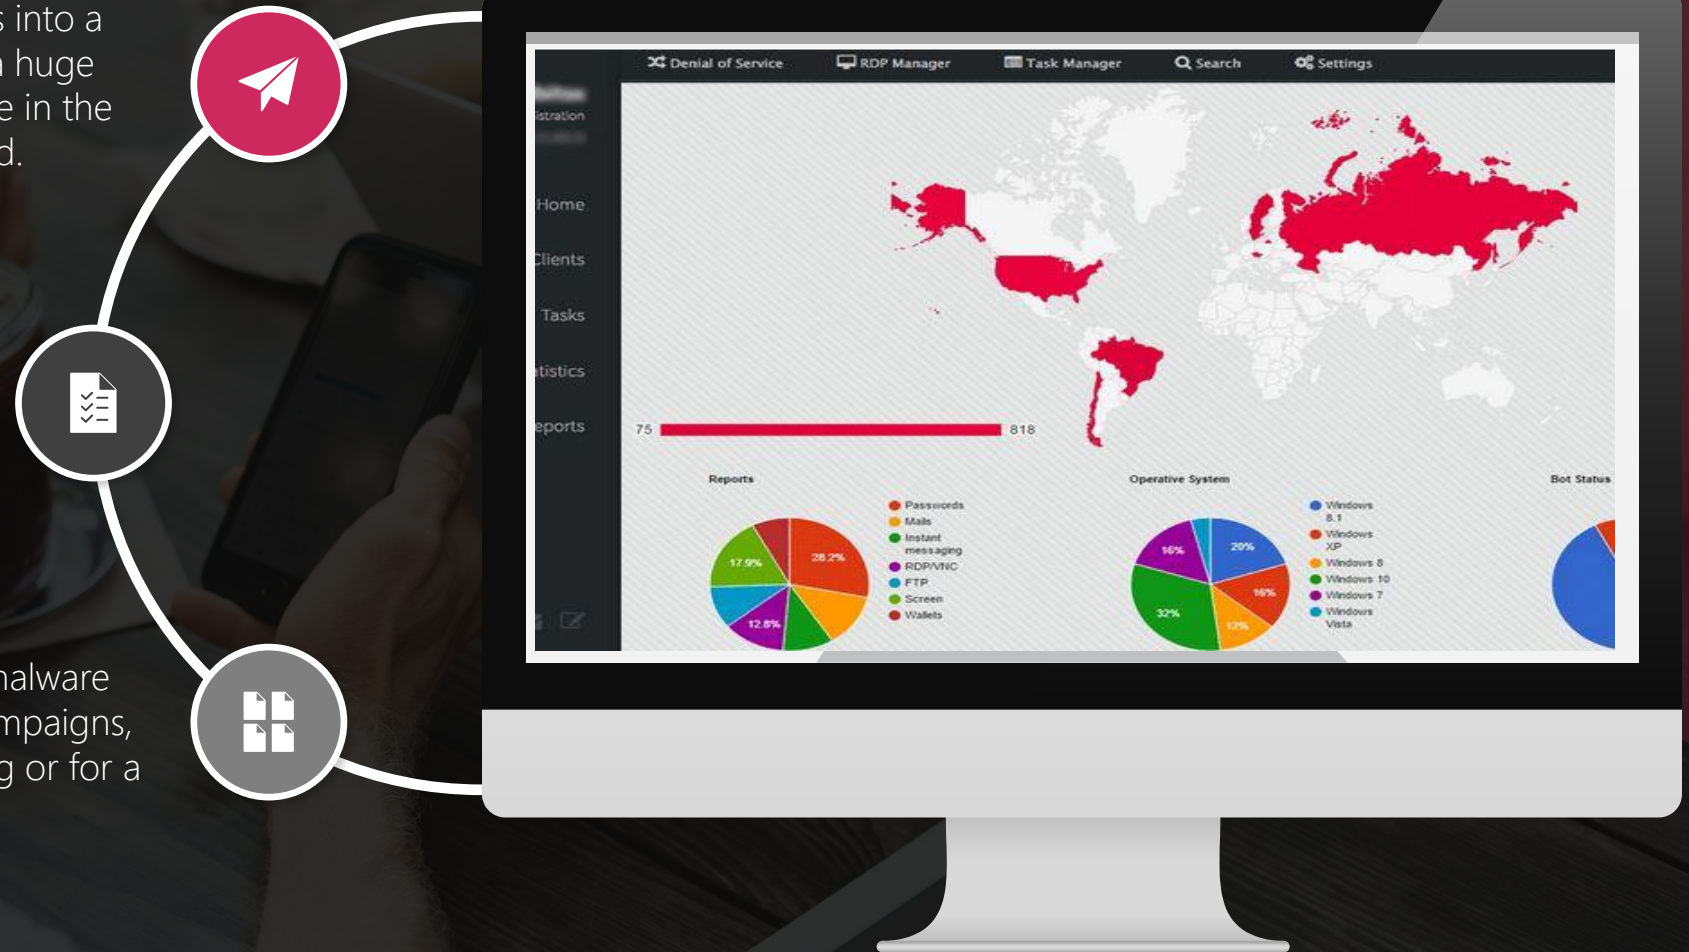 s into a
huge
e in the
d.
malware
mpaigns,
g or for a
Denial of Service
RDP Manager
Task Manager
Search
Settings
istration
Home
Clients
Tasks
atistics
eports
75
818
Reports
28.2%
17.9%
12.8%
Passwords
Mails
Instant
messaging
RDP/VNC
FTP
Screen
Wallets
Operative System
20%
16%
16%
32%
12%
Windows
8.1
Windows
XP
Windows 8
Windows 10
Windows 7
Windows
Vista
Bot Status